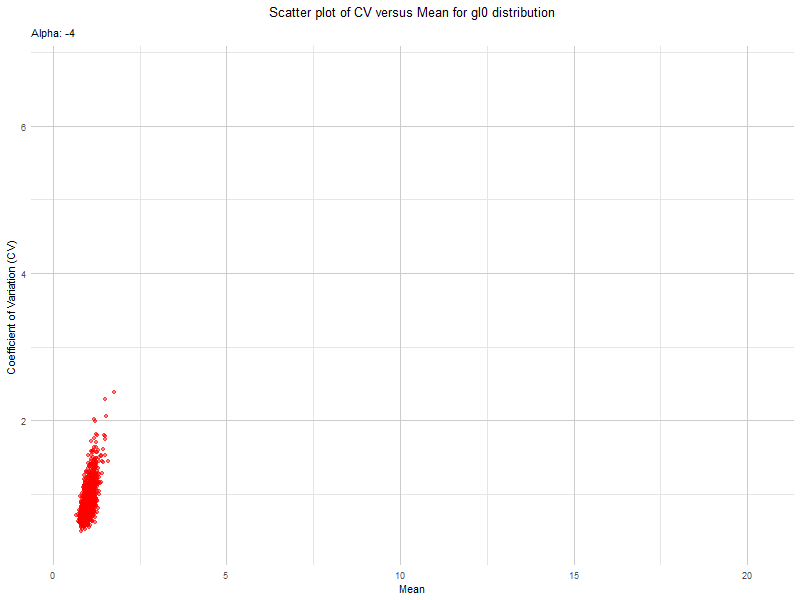 Scatter plot of CV versus Mean for gI0 distribution
Alpha: -4
6
4
2
Coefficient of Variation (CV)
0 5 10 15 20
Mean